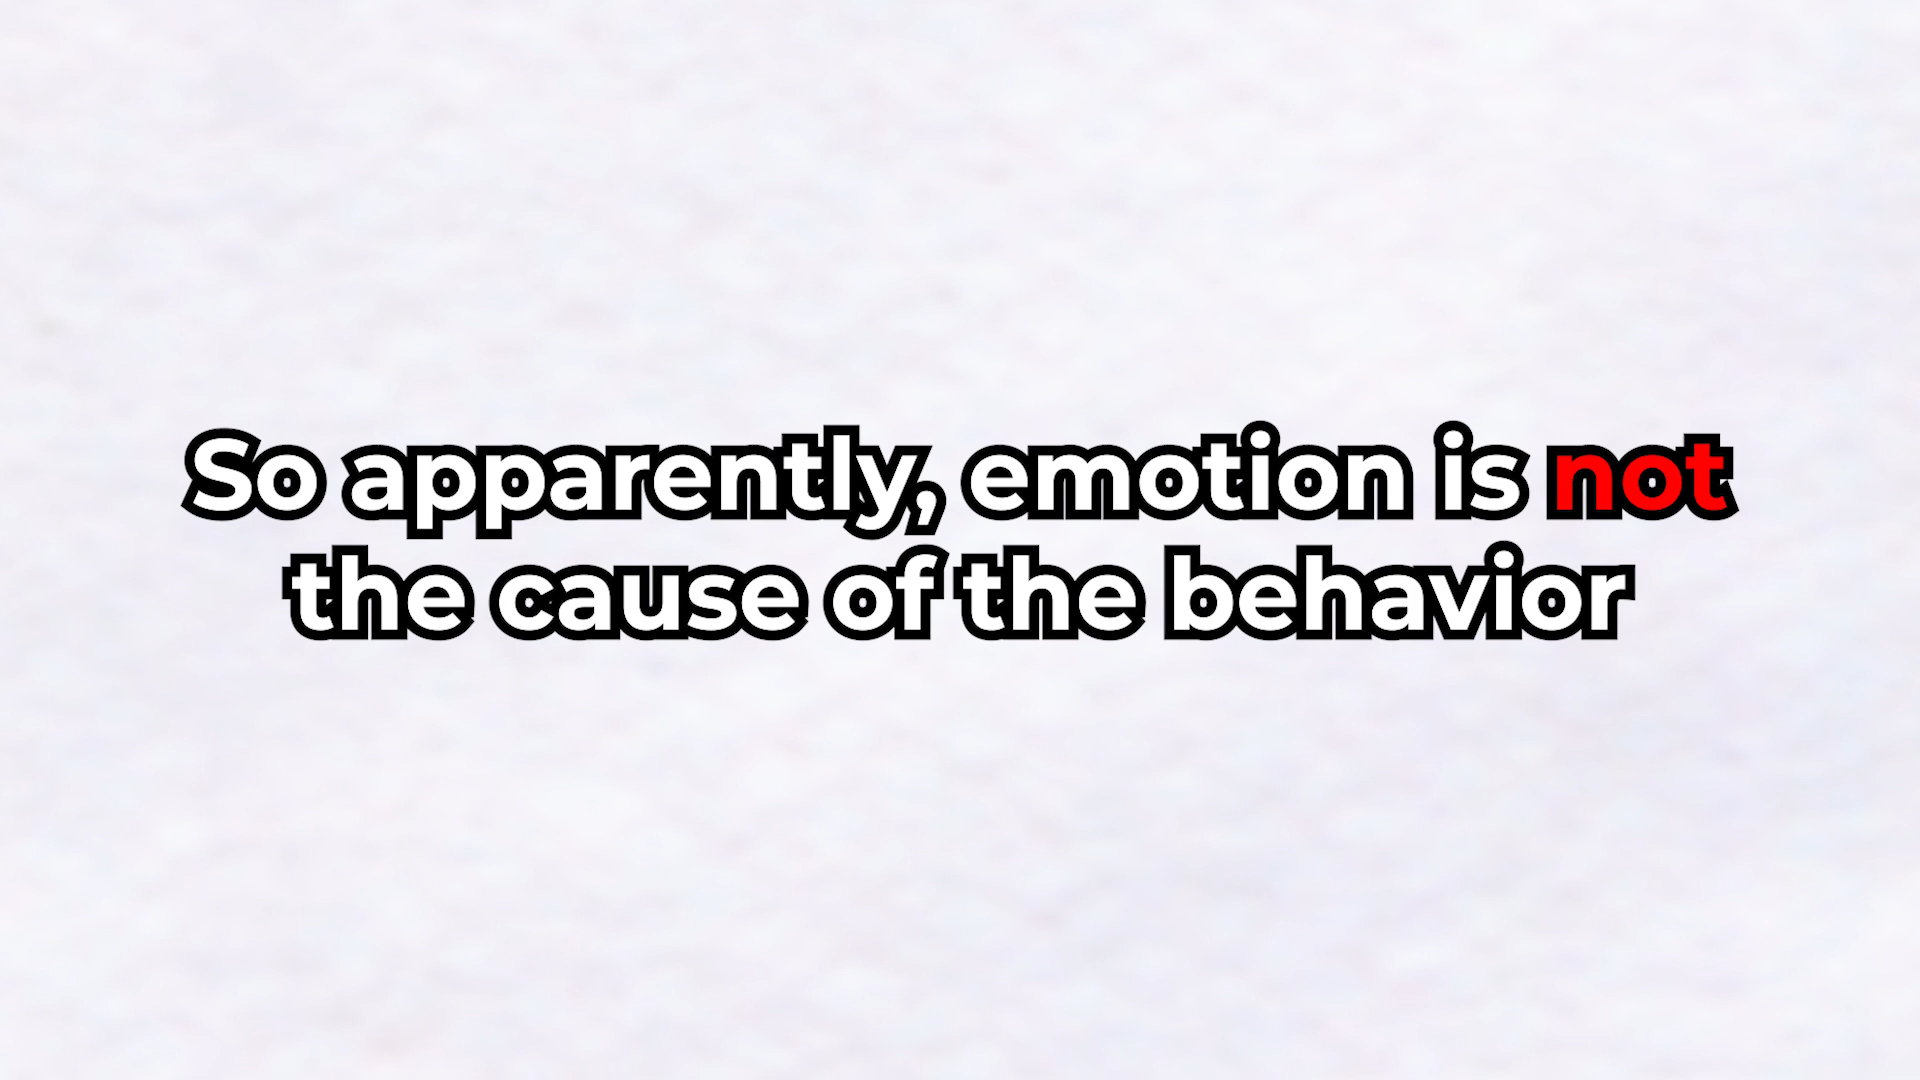 So apparently, emotion is not
the cause of the behavior